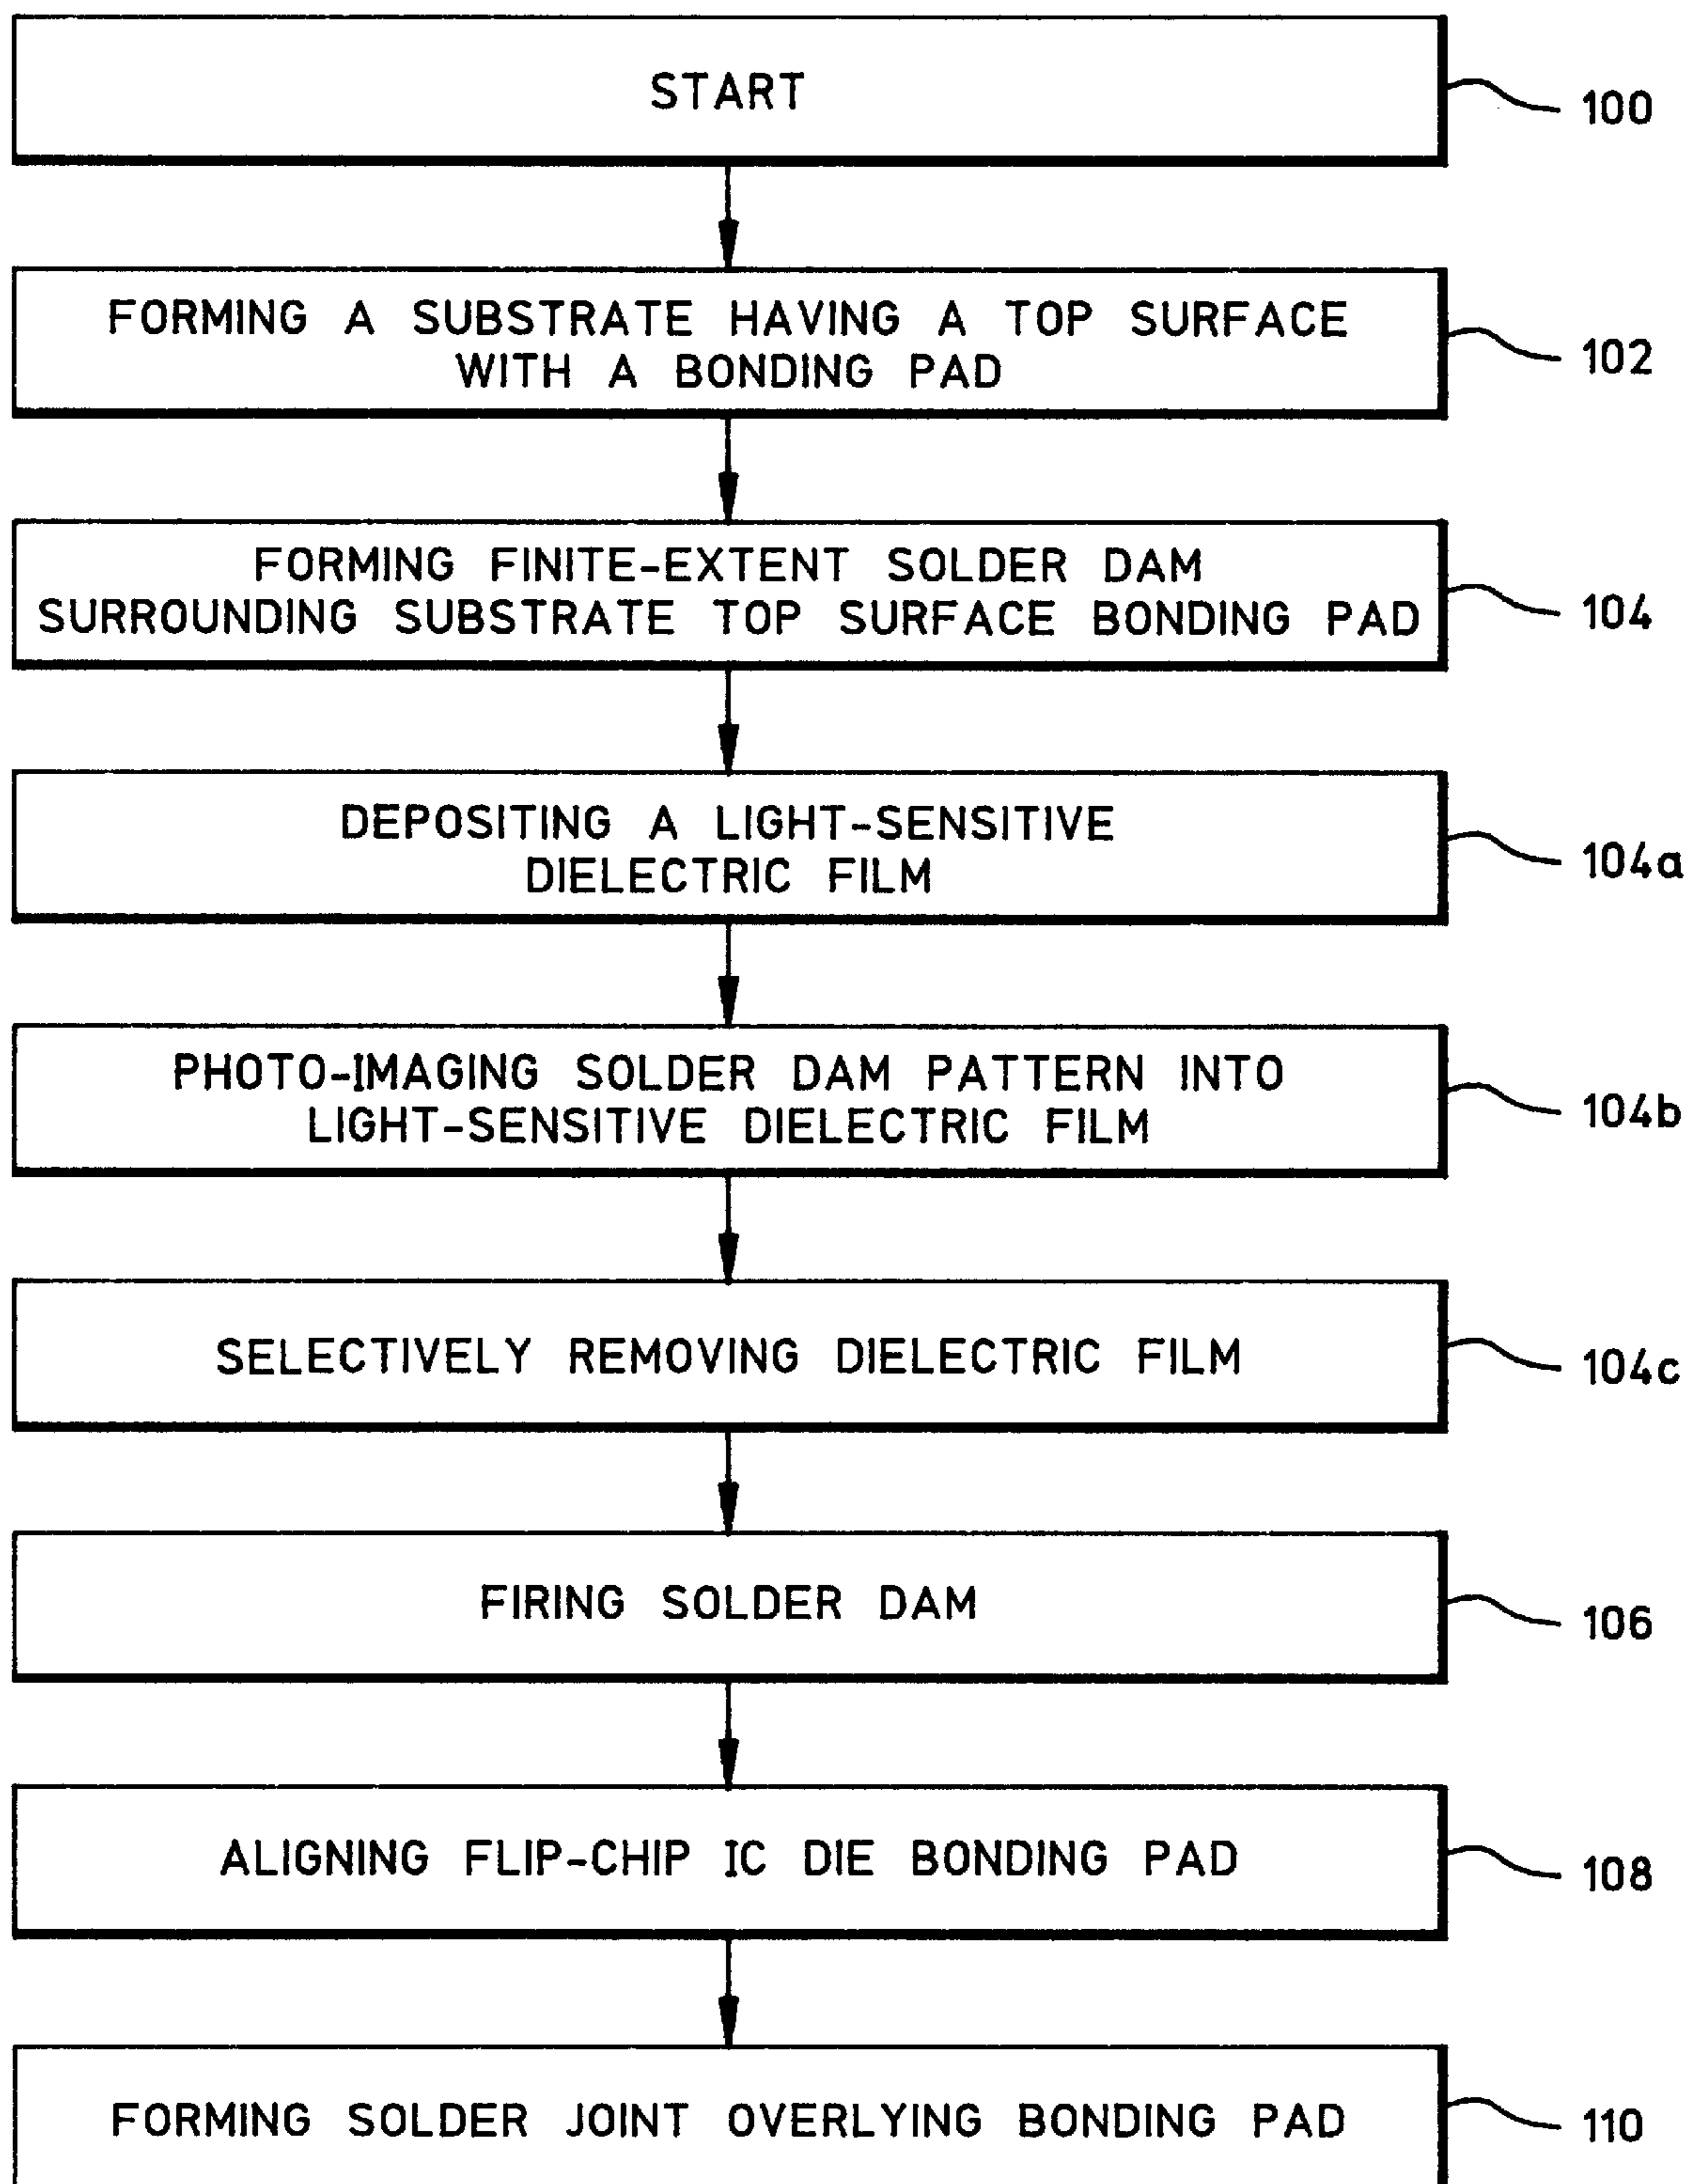 START
100
FORMING A SUBSTRATE HAVING A TOP SURFACE
WITH A BONDING PAD
102
FORMING FINITE-EXTENT SOLDER DAM
SURROUNDING SUBSTRATE TOP SURFACE BONDING PAD
104
DEPOSITING A LIGHT-SENSITIVE
DIELECTRIC FILM
104a
PHOTO-IMAGING SOLDER DAM PATTERN INTO
LIGHT-SENSITIVE DIELECTRIC FILM
104b
SELECTIVELY REMOVING DIELECTRIC FILM
104c
FIRING SOLDER DAM
106
ALIGNING FLIP-CHIP IC DIE BONDING PAD
108
FORMING SOLDER JOINT OVERLYING BONDING PAD
110